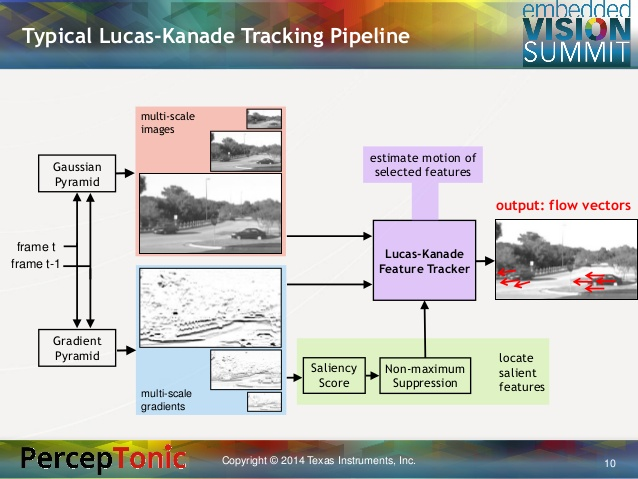 Typical Lucas-Kanade Tracking Pipeline
embedded
VISION
SUMMIT
multi-scale
images
Gaussian
Pyramid
estimate motion of
selected features
output: flow vectors
frame t
frame t-1
Lucas-Kanade
Feature Tracker
Gradient
Pyramid
multi-scale
gradients
Saliency
Score
Non-maximum
Suppression
locate
salient
features
PercepTonic
Copyright © 2014 Texas Instruments, Inc.
10